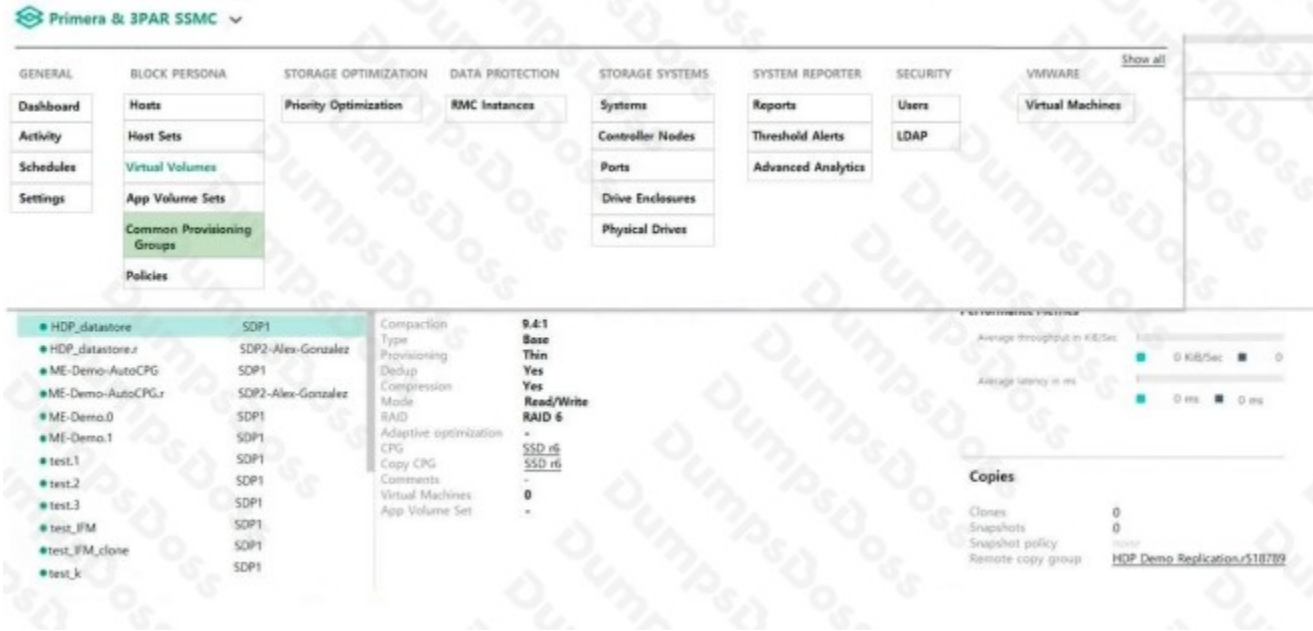 Primera & 3PAR SSMC
Show all
GENERAL
Dashboard
Activity
Schedules
Settings
BLOCK PERSONA
Hosts
Host Sets
Virtual Volumes
App Volume Sets
Common Provisioning
Groups
Policies
STORAGE OPTIMIZATION
Priority Optimization
DATA PROTECTION
RMC Instances
STORAGE SYSTEMS
Systems
Controller Nodes
Ports
Drive Enclosures
Physical Drives
SYSTEM REPORTER
Reports
Threshold Alerts
Advanced Analytics
SECURITY
Users
LDAP
VMWARE
Virtual Machines
HDP_datastore SDP1
HDP_datastore.r SDP2-Alex-Gonzalez
ME-Demo-AutoCPG SDP1
ME-Demo-AutoCPG.r SDP2-Alex-Gonzalez
ME-Demo.0 SDP1
ME-Demo.1 SDP1
test.1 SDP1
test.2 SDP1
test.3 SDP1
test_IFM SDP1
test_IFM_clone SDP1
test_k SDP1
Compaction 9.4:1
Type Base
Provisioning Thin
Dedup Yes
Compression Yes
Mode Read/Write
RAID RAID 6
Adaptive optimization -
CPG SSD r6
Copy CPG SSD r6
Comments -
Virtual Machines 0
App Volume Set -
Performance Metrics
Average throughput in KiB/Sec
0 KiB/Sec 0
Average latency in ms
0 ms 0 ms
Copies
Clones 0
Snapshots 0
Snapshot policy none
Remote copy group HDP Demo Replication.r518789
DumpsDoss